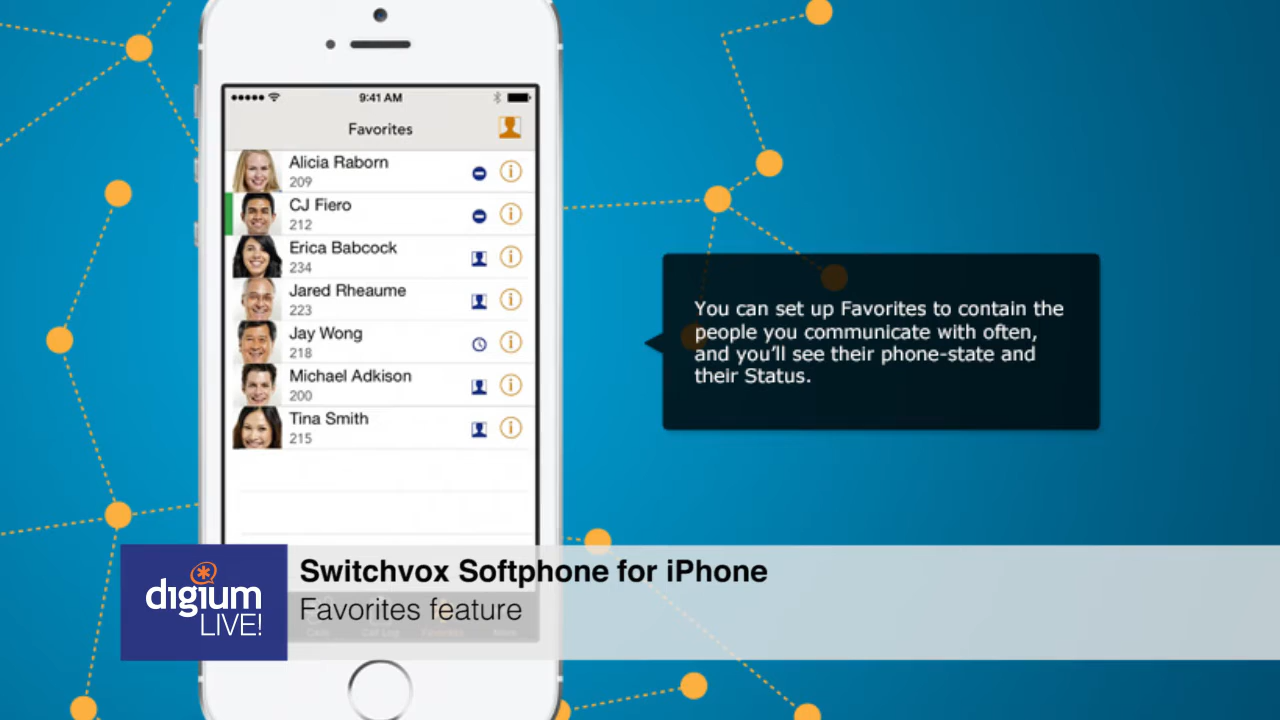 9:41 AM
Favorites
Alicia Raborn
209
CJ Fiero
212
Erica Babcock
234
Jared Rheaume
223
Jay Wong
218
Michael Adkison
200
Tina Smith
215
You can set up Favorites to contain the
people you communicate with often,
and you'll see their phone-state and
their Status.
digium
LIVE!
Switchvox Softphone for iPhone
Favorites feature